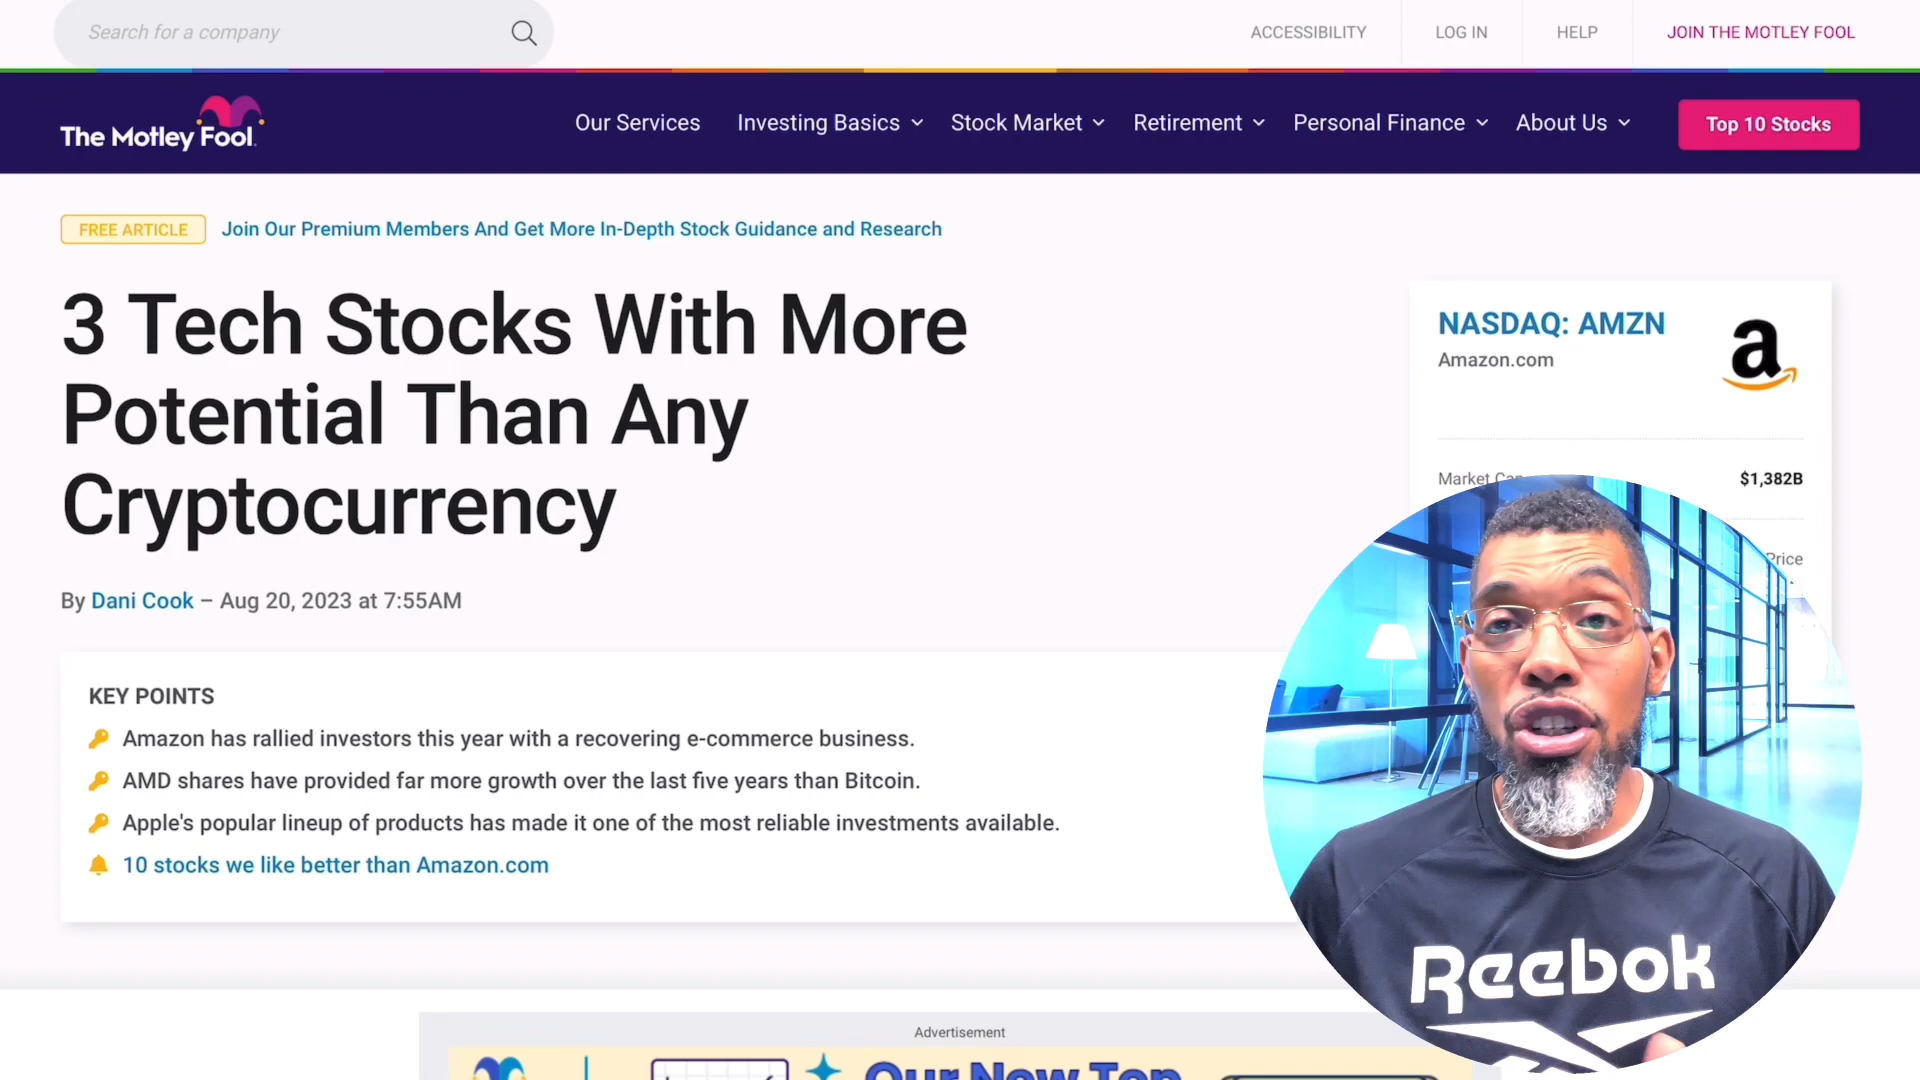 Search for a company
ACCESSIBILITY
LOG IN
HELP
JOIN THE MOTLEY FOOL
The Motley Fool.
Our Services
Investing Basics
Stock Market
Retirement
Personal Finance
About Us
Top 10 Stocks
FREE ARTICLE
Join Our Premium Members And Get More In-Depth Stock Guidance and Research
3 Tech Stocks With More
Potential Than Any
Cryptocurrency
By Dani Cook – Aug 20, 2023 at 7:55AM
NASDAQ: AMZN
Amazon.com
a
Market
$1,382B
Price
KEY POINTS
Amazon has rallied investors this year with a recovering e-commerce business.
AMD shares have provided far more growth over the last five years than Bitcoin.
Apple's popular lineup of products has made it one of the most reliable investments available.
10 stocks we like better than Amazon.com
Reebok
Advertisement
Our New Top